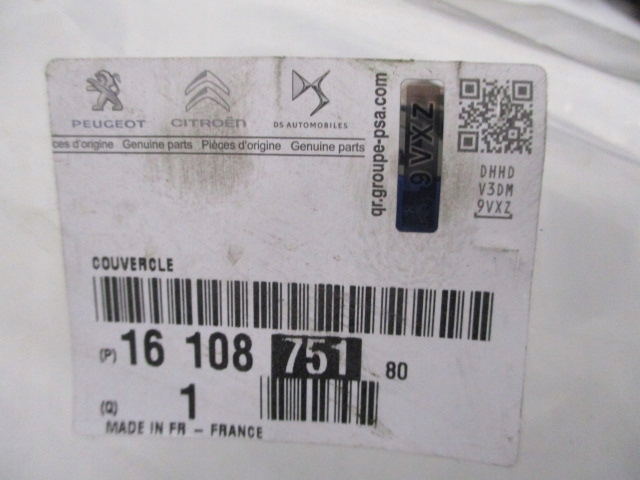 PEUGEOT CITROËN DS AUTOMOBILES
ces d'origine Genuine parts Pièces d'origine Genuine parts
qr.groupe-psa.com
9VXZ
DHHD
V3DM
9VXZ
COUVERCLE
(P) 16 108 751 80
(Q) 1
MADE IN FR - FRANCE